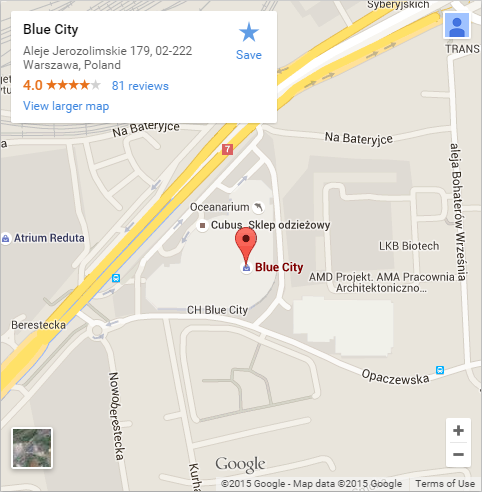 Blue City
Aleje Jerozolimskie 179, 02-222
Warszawa, Poland
4.0
81 reviews
View larger map
Save
Syberyjskich
TRANS
Na Bateryjce
Na Bateryjce
7
aleja Bohaterów Września
Oceanarium
Cubus. Sklep odzieżowy
Atrium Reduta
LKB Biotech
Blue City
AMD Projekt. AMA Pracownia
Architektoniczno...
CH Blue City
Berestecka
Opaczewska
Nowoberestecka
Kurha
Google
+
−
©2015 Google - Map data ©2015 Google
Terms of Use